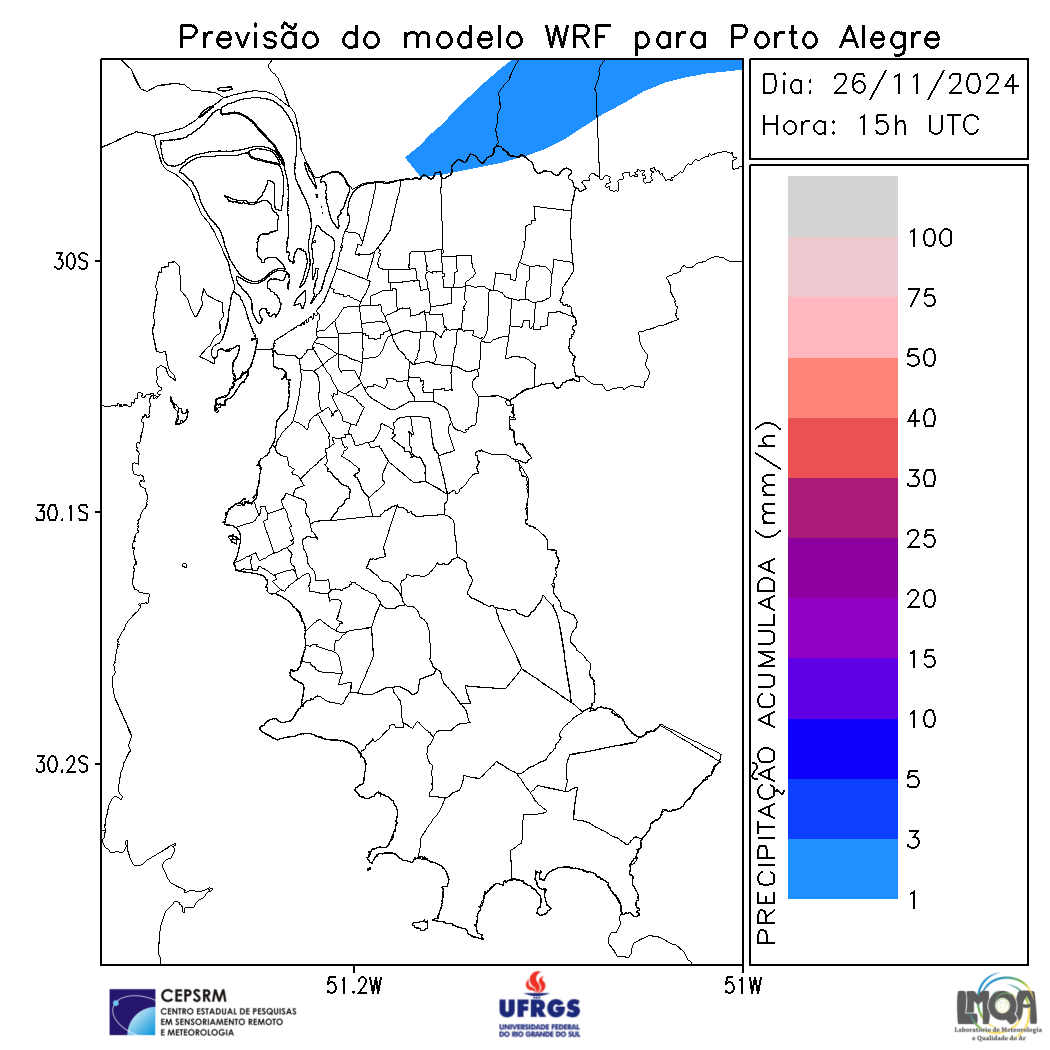 Previsão do modelo WRF para Porto Alegre
Dia: 26/11/2024
Hora: 15h UTC
30S
30.1S
30.2S
51.2W
51W
PRECIPITAÇÃO ACUMULADA (mm/h)
100
75
50
40
30
25
20
15
10
5
3
1
CEPSRM
CENTRO ESTADUAL DE PESQUISAS
EM SENSORIAMENTO REMOTO
E METEOROLOGIA
UFRGS
UNIVERSIDADE FEDERAL
DO RIO GRANDE DO SUL
LMQA
Laboratório de Meteorologia
e Qualidade do Ar